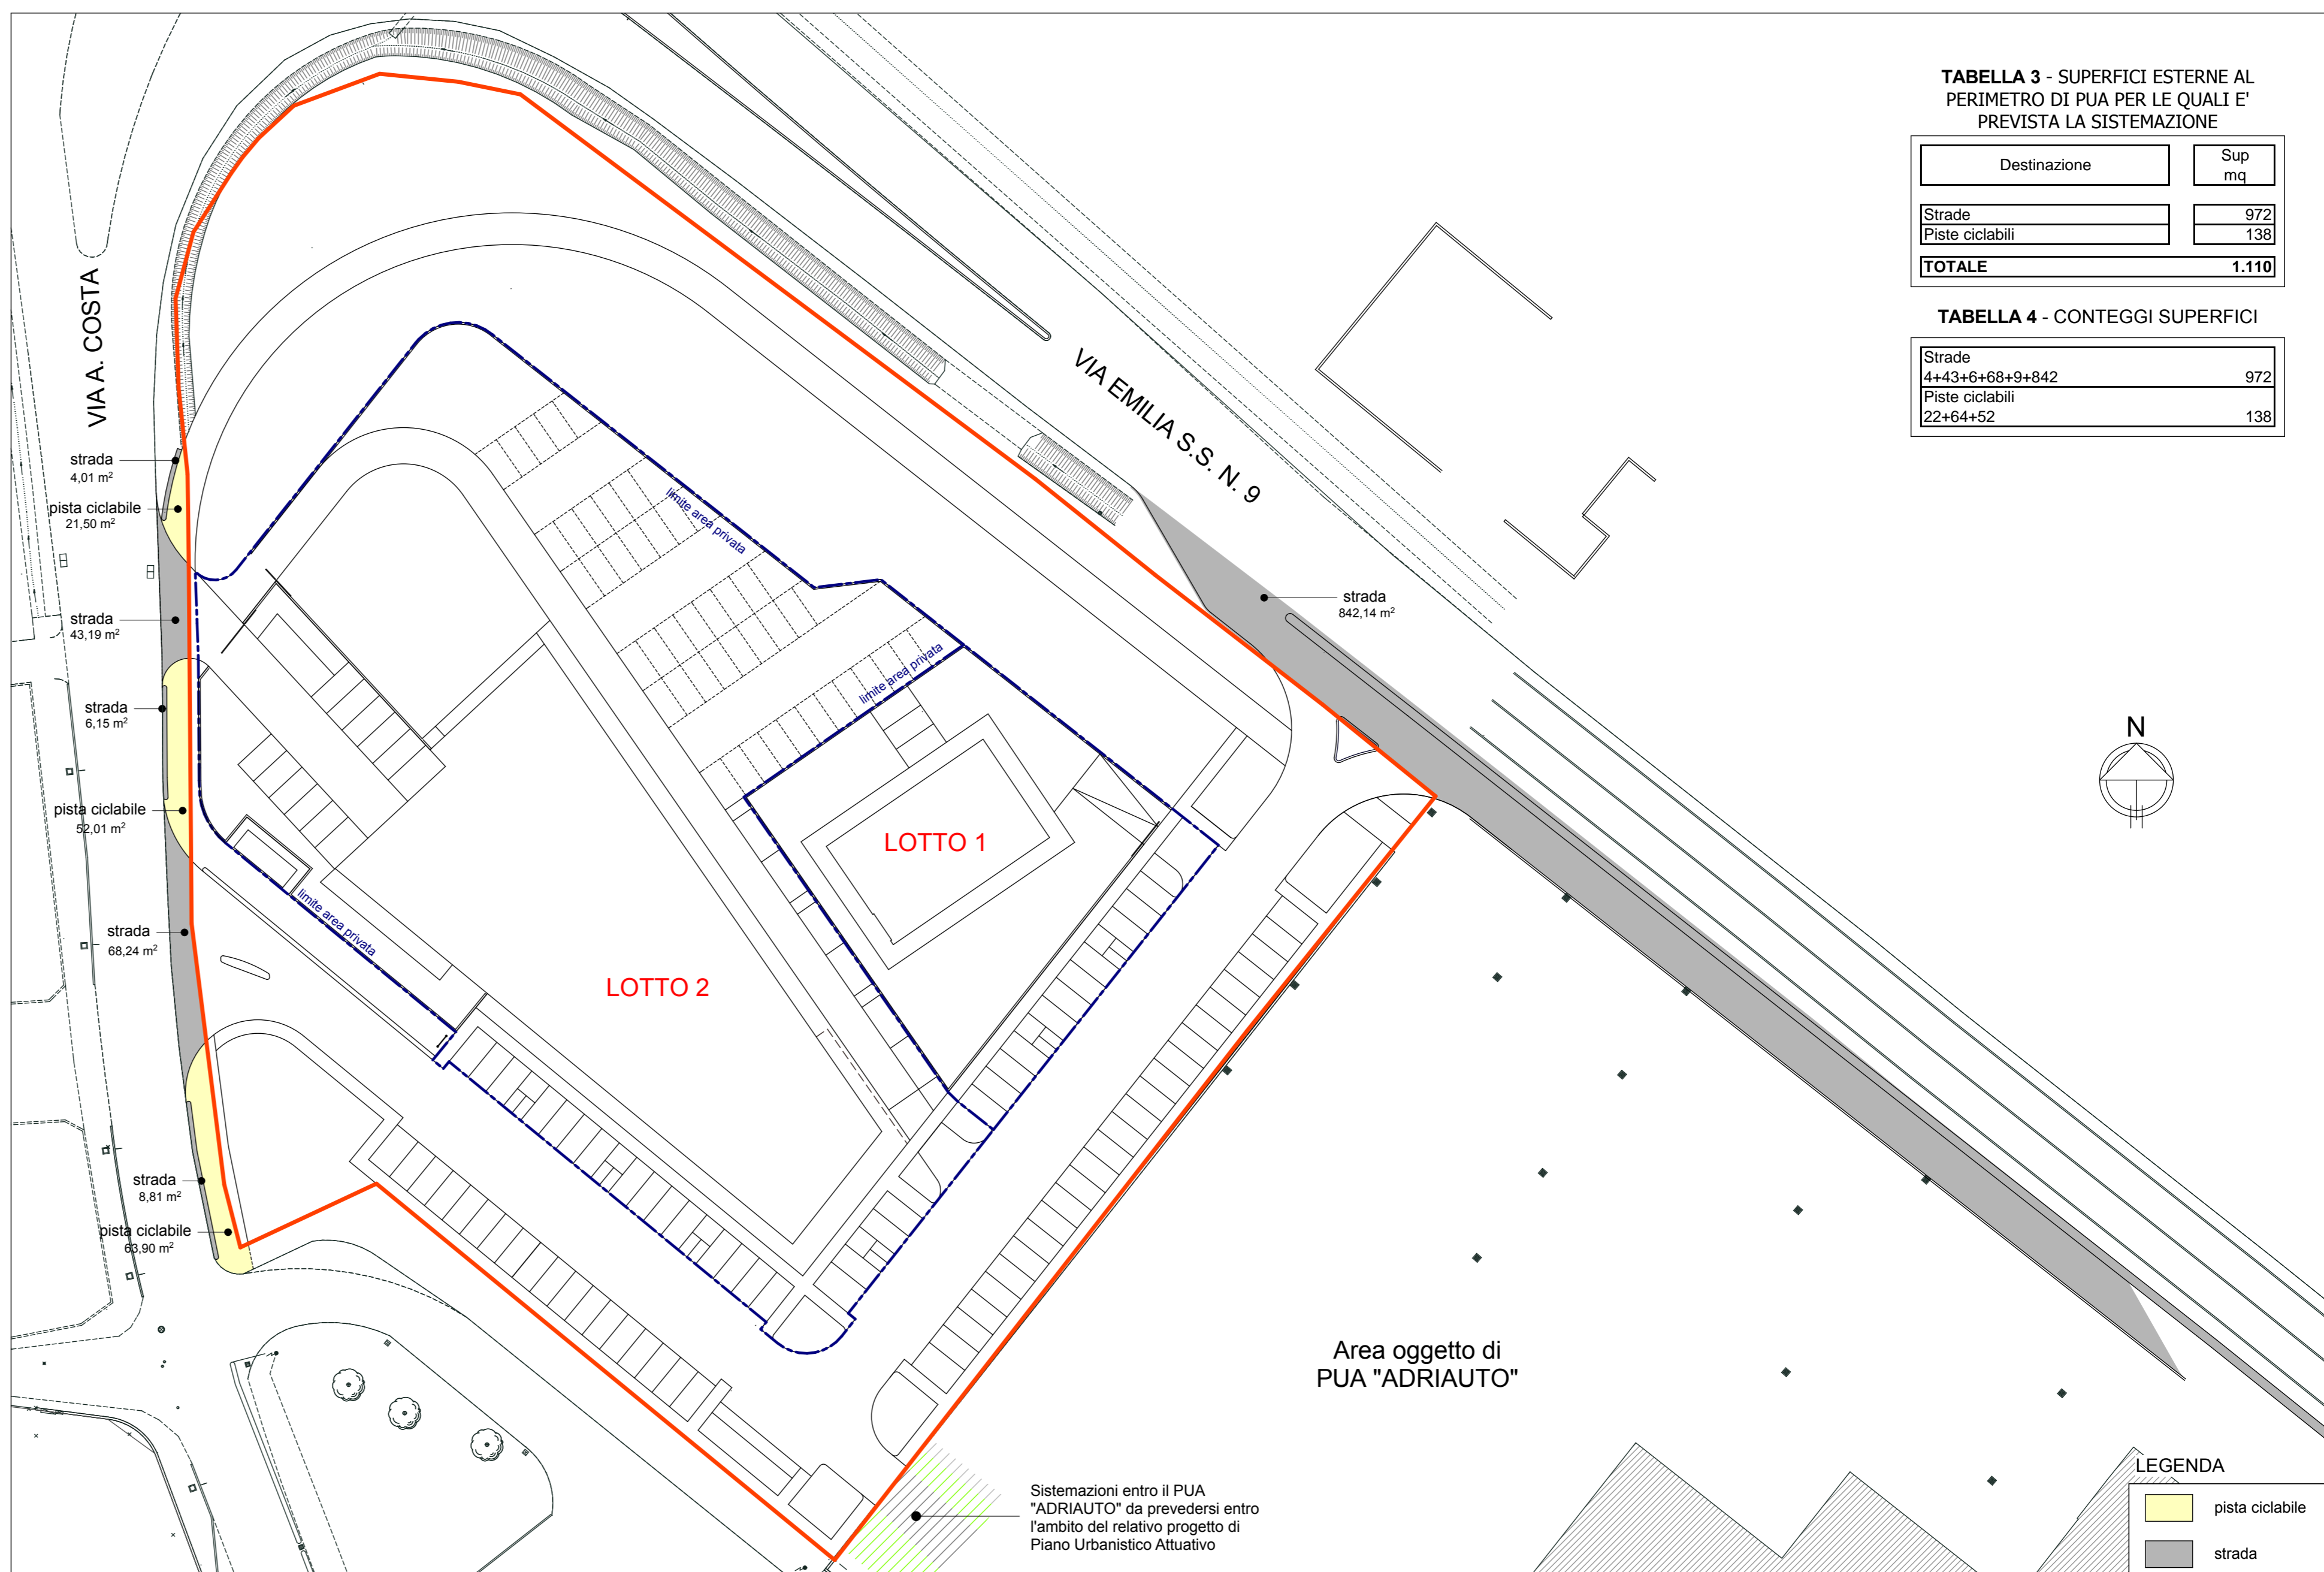 TABELLA 3 - SUPERFICI ESTERNE AL
PERIMETRO DI PUA PER LE QUALI E'
PREVISTA LA SISTEMAZIONE
Destinazione
Sup
mq
Strade 972
Piste ciclabili 138
TOTALE 1.110
TABELLA 4 - CONTEGGI SUPERFICI
Strade
4+43+6+68+9+842 972
Piste ciclabili
22+64+52 138
VIA A. COSTA
VIA EMILIA S.S. N. 9
strada
4,01 m²
pista ciclabile
21,50 m²
strada
43,19 m²
strada
6,15 m²
pista ciclabile
52,01 m²
strada
68,24 m²
strada
8,81 m²
pista ciclabile
63,90 m²
limite area privata
limite area privata
limite area privata
strada
842,14 m²
LOTTO 1
LOTTO 2
N
Area oggetto di
PUA "ADRIAUTO"
Sistemazioni entro il PUA
"ADRIAUTO" da prevedersi entro
l'ambito del relativo progetto di
Piano Urbanistico Attuativo
LEGENDA
pista ciclabile
strada